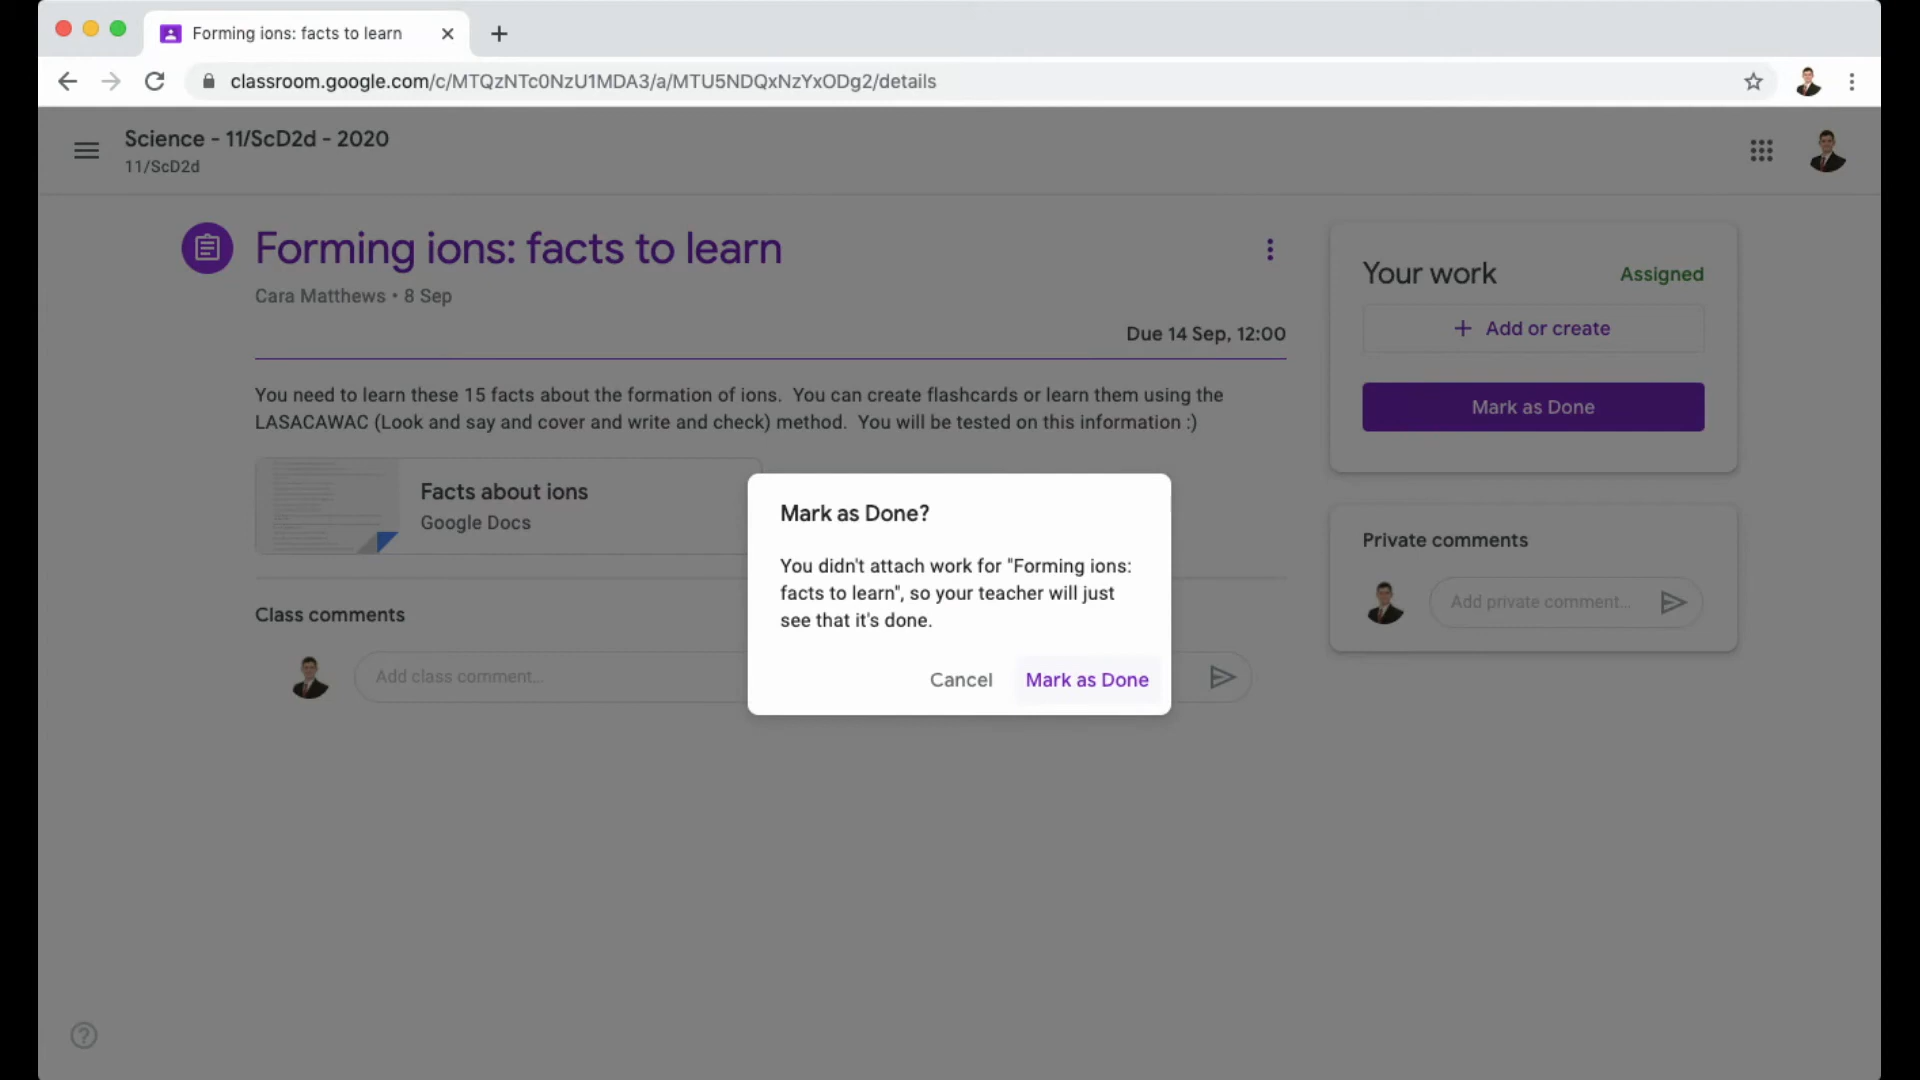 Forming ions: facts to learn
classroom.google.com/c/MTQzNTc0NzU1MDA3/a/MTU5NDQxNzYxODg2/details
Science - 11/ScD2d - 2020
11/ScD2d
Forming ions: facts to learn
Cara Matthews • 8 Sep
Due 14 Sep, 12:00
You need to learn these 15 facts about the formation of ions. You can create flashcards or learn them using the
LASACAWAC (Look and say and cover and write and check) method. You will be tested on this information :)
Facts about ions
Google Docs
Class comments
Add class comment...
Your work
Assigned
+ Add or create
Mark as Done
Private comments
Add private comment...
Mark as Done?
You didn't attach work for "Forming ions:
facts to learn", so your teacher will just
see that it's done.
Cancel
Mark as Done